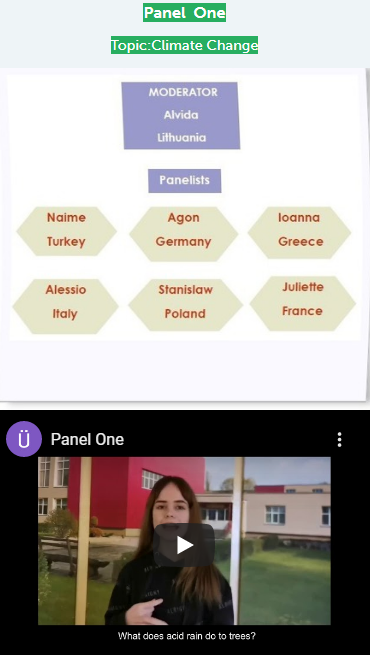 Panel One
Topic:Climate Change
MODERATOR
Alvida
Lithuania
Panelists
Naime
Turkey
Agon
Germany
Ioanna
Greece
Alessio
Italy
Stanislaw
Poland
Juliette
France
Ü
Panel One
What does acid rain do to trees?